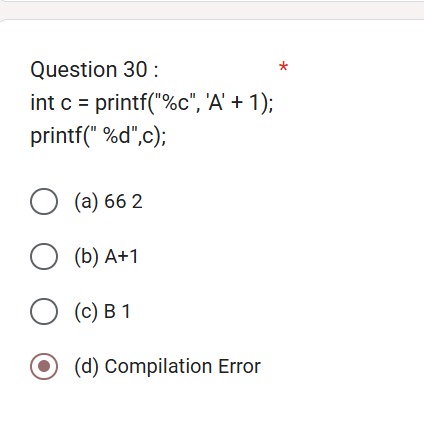 Question 30 : *
int c = printf("%c", 'A' + 1);
printf(" %d",c);
(a) 66 2
(b) A+1
(c) B 1
(d) Compilation Error